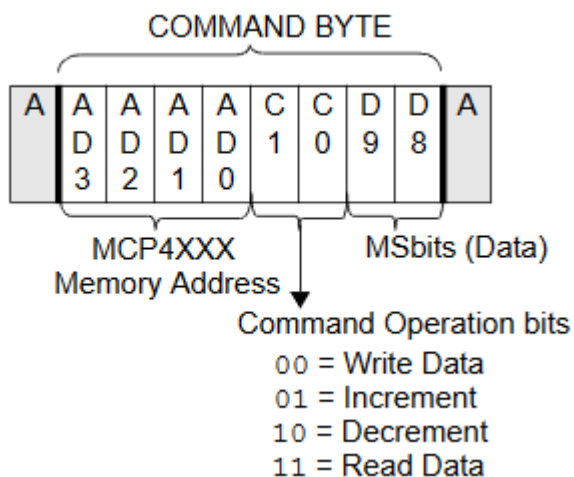 COMMAND BYTE
A A A A A C C D D A
D D D D 1 0 9 8
3 2 1 0
MCP4XXX
Memory Address
MSbits (Data)
Command Operation bits
00 = Write Data
01 = Increment
10 = Decrement
11 = Read Data